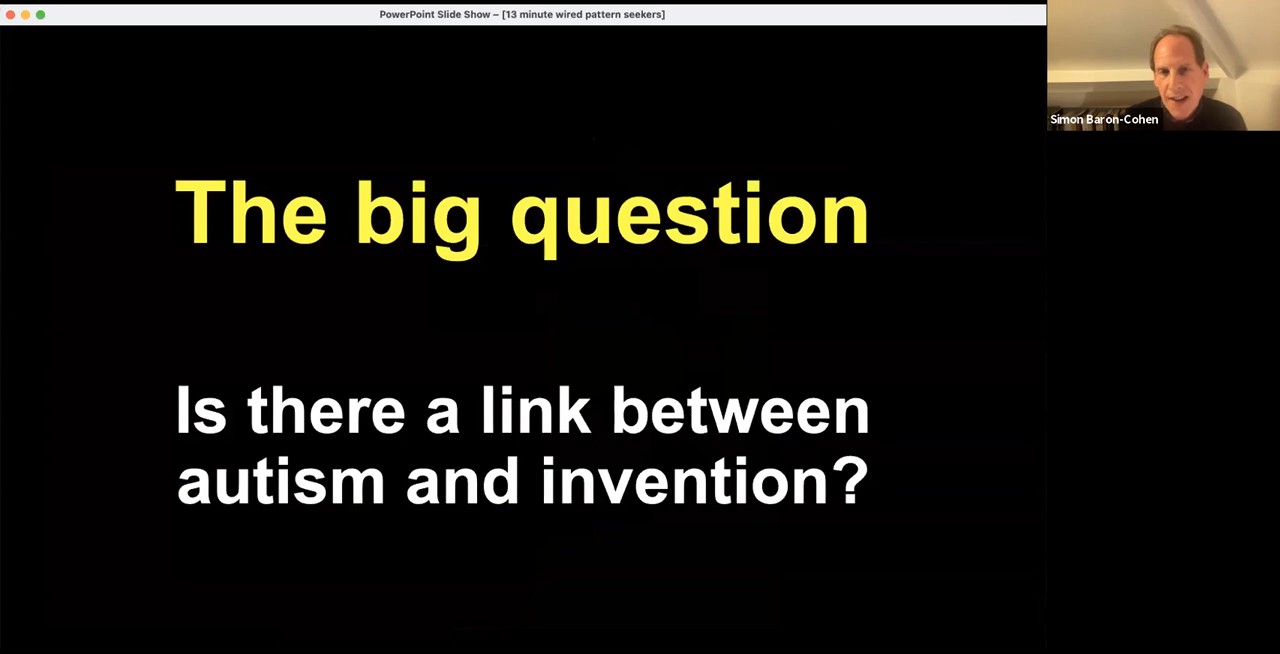 PowerPoint Slide Show – [13 minute wired pattern seekers]
Simon Baron-Cohen
The big question
Is there a link between
autism and invention?